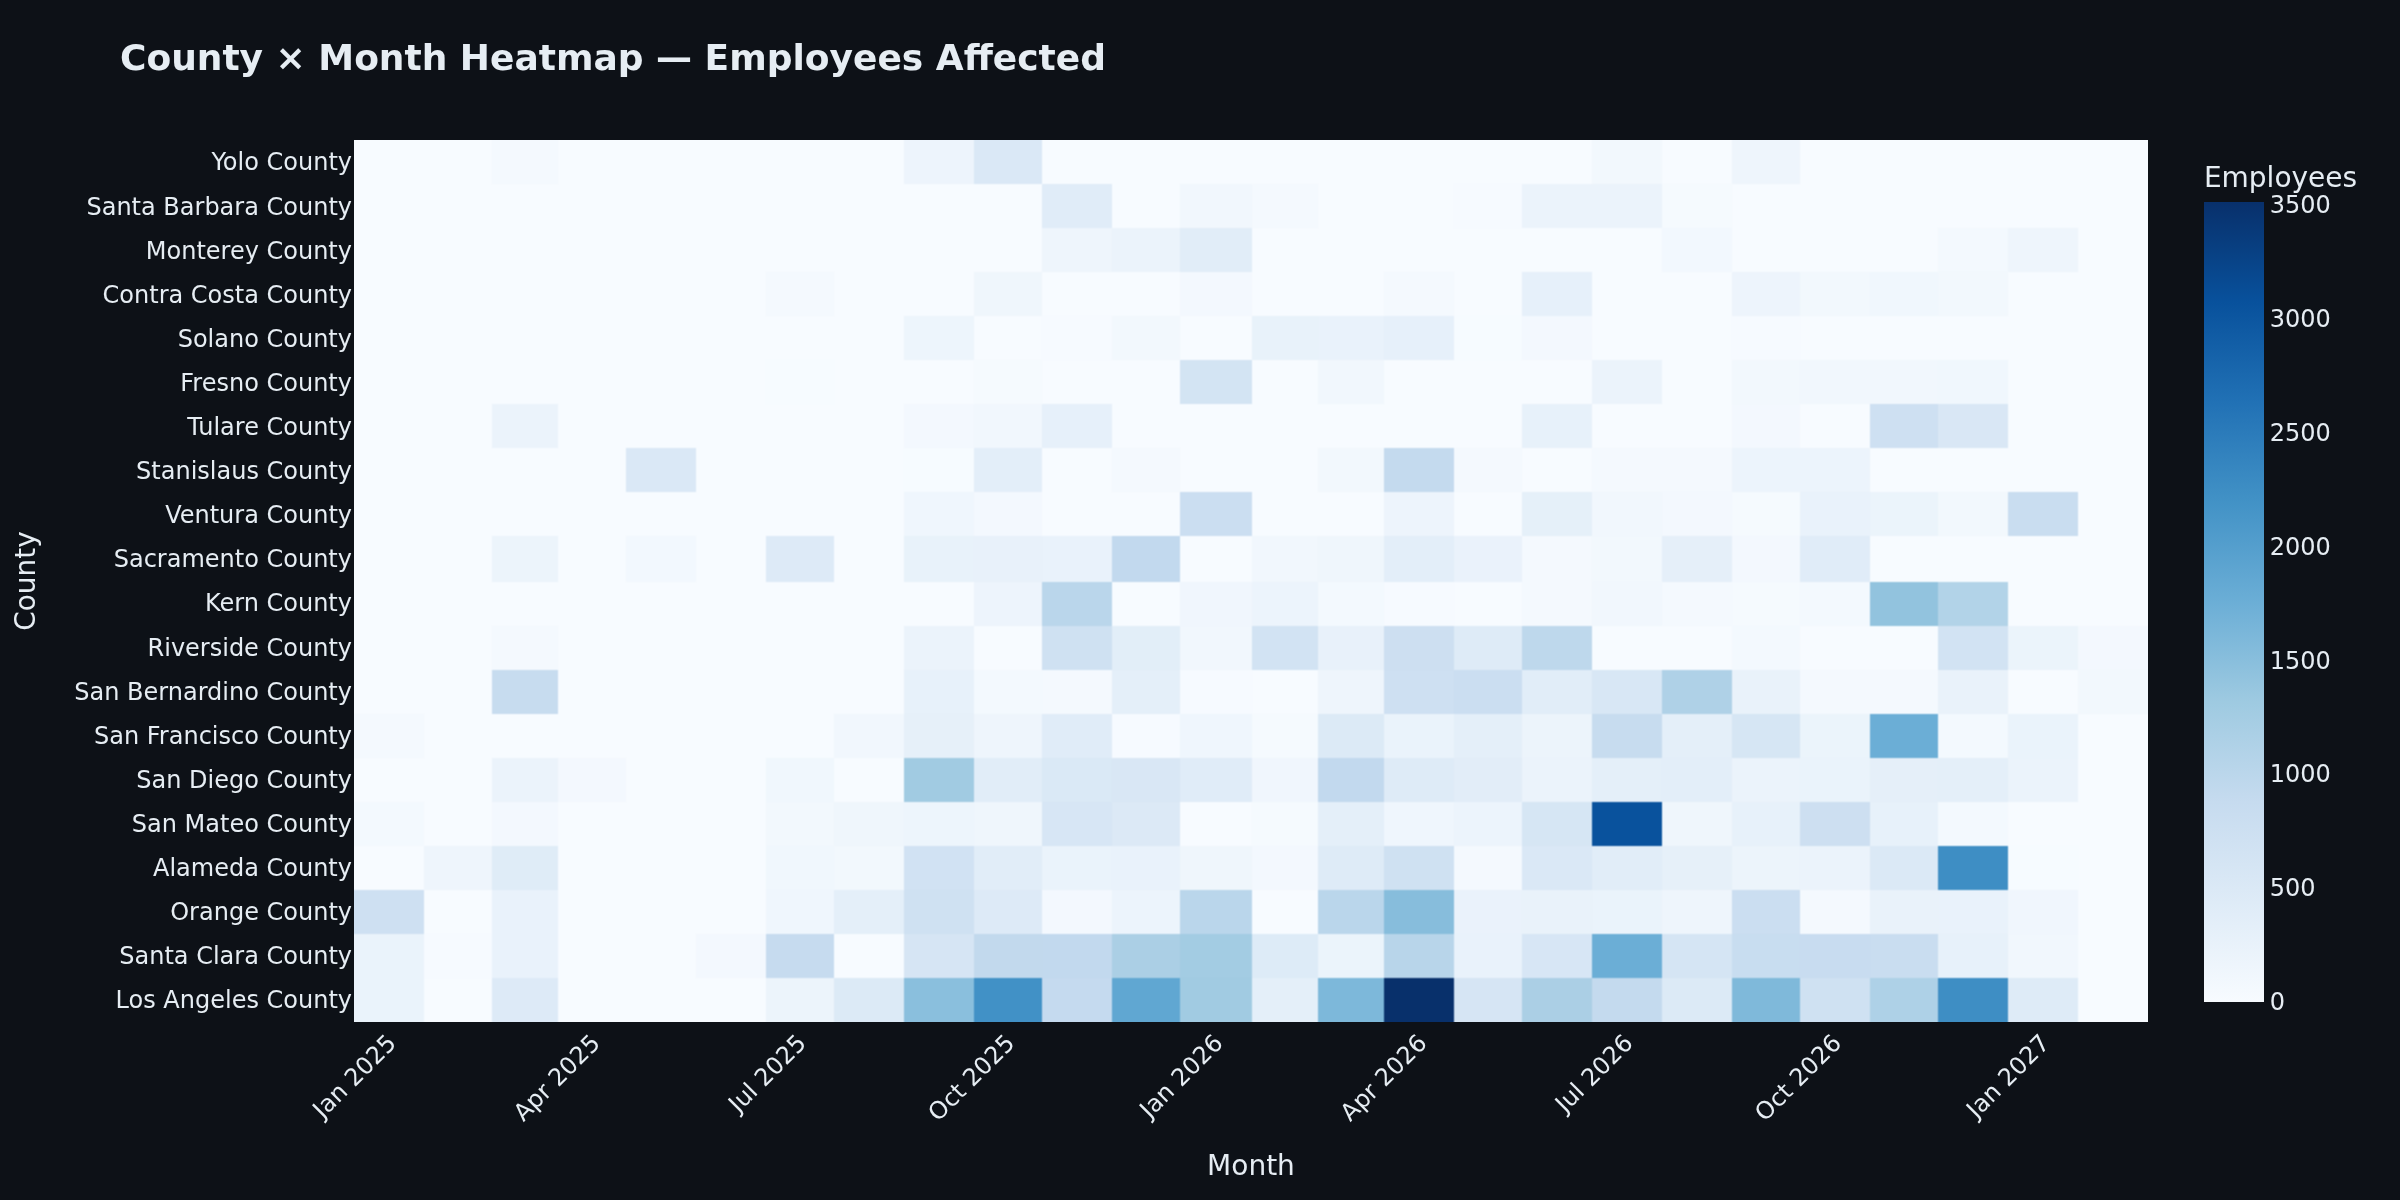 County × Month Heatmap — Employees Affected
Yolo County
Santa Barbara County
Monterey County
Contra Costa County
Solano County
Fresno County
Tulare County
Stanislaus County
Ventura County
Sacramento County
Kern County
Riverside County
San Bernardino County
San Francisco County
San Diego County
San Mateo County
Alameda County
Orange County
Santa Clara County
Los Angeles County
County
Jan 2025
Apr 2025
Jul 2025
Oct 2025
Jan 2026
Apr 2026
Jul 2026
Oct 2026
Jan 2027
Month
Employees
3500
3000
2500
2000
1500
1000
500
0